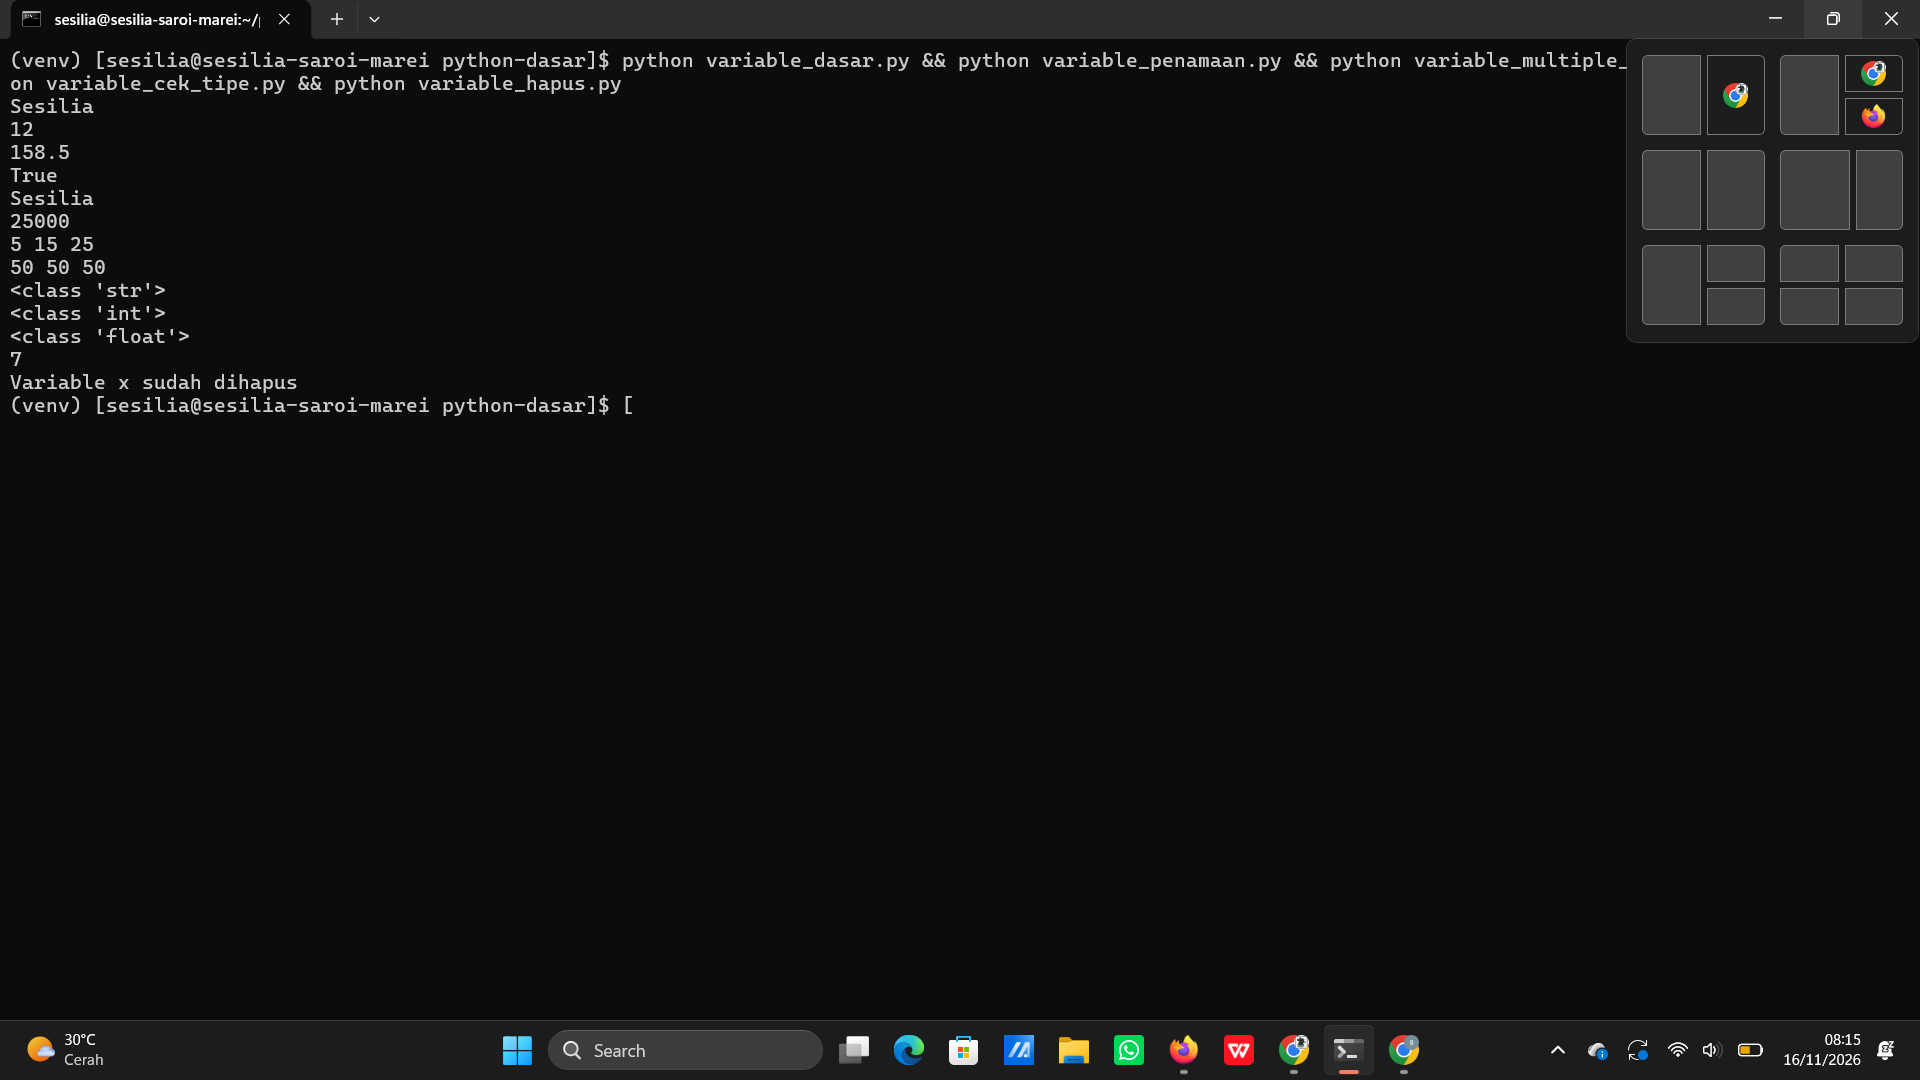 sesilia@sesilia-saroi-marei:~/
(venv) [sesilia@sesilia-saroi-marei python-dasar]$ python variable_dasar.py && python variable_penamaan.py && python variable_multiple_
on variable_cek_tipe.py && python variable_hapus.py
Sesilia
12
158.5
True
Sesilia
25000
5 15 25
50 50 50
<class 'str'>
<class 'int'>
<class 'float'>
7
Variable x sudah dihapus
(venv) [sesilia@sesilia-saroi-marei python-dasar]$ [
30°C
Cerah
Search
08:15
16/11/2026